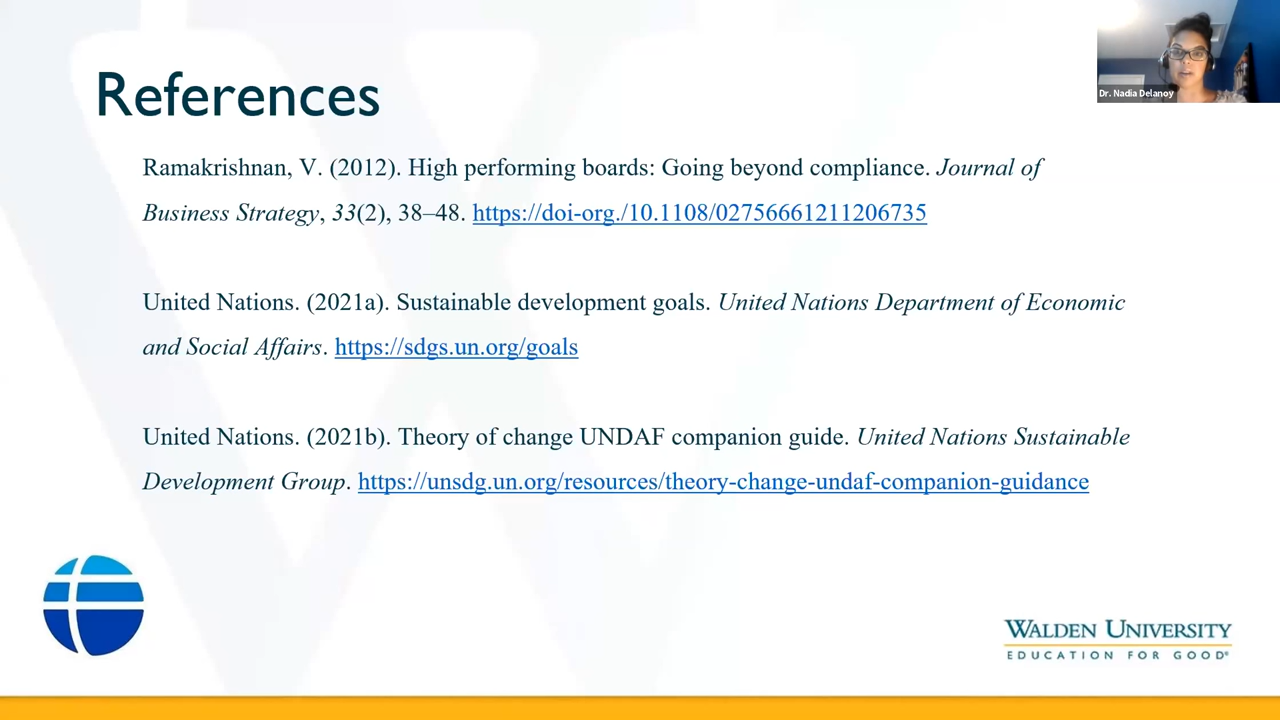 References
Dr. Nadia Delanoy
Ramakrishnan, V. (2012). High performing boards: Going beyond compliance. Journal of
Business Strategy, 33(2), 38–48. https://doi-org./10.1108/02756661211206735
United Nations. (2021a). Sustainable development goals. United Nations Department of Economic
and Social Affairs. https://sdgs.un.org/goals
United Nations. (2021b). Theory of change UNDAF companion guide. United Nations Sustainable
Development Group. https://unsdg.un.org/resources/theory-change-undaf-companion-guidance
WALDEN UNIVERSITY
EDUCATION FOR GOOD®